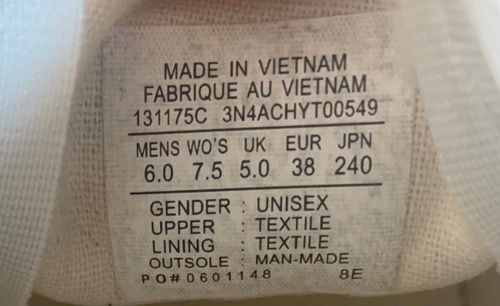 MADE IN VIETNAM
FABRIQUE AU VIETNAM
131175C 3N4ACHYT00549
MENS WO'S UK EUR JPN
6.0 7.5 5.0 38 240
GENDER : UNISEX
UPPER : TEXTILE
LINING : TEXTILE
OUTSOLE : MAN-MADE
PO#0601148 8E